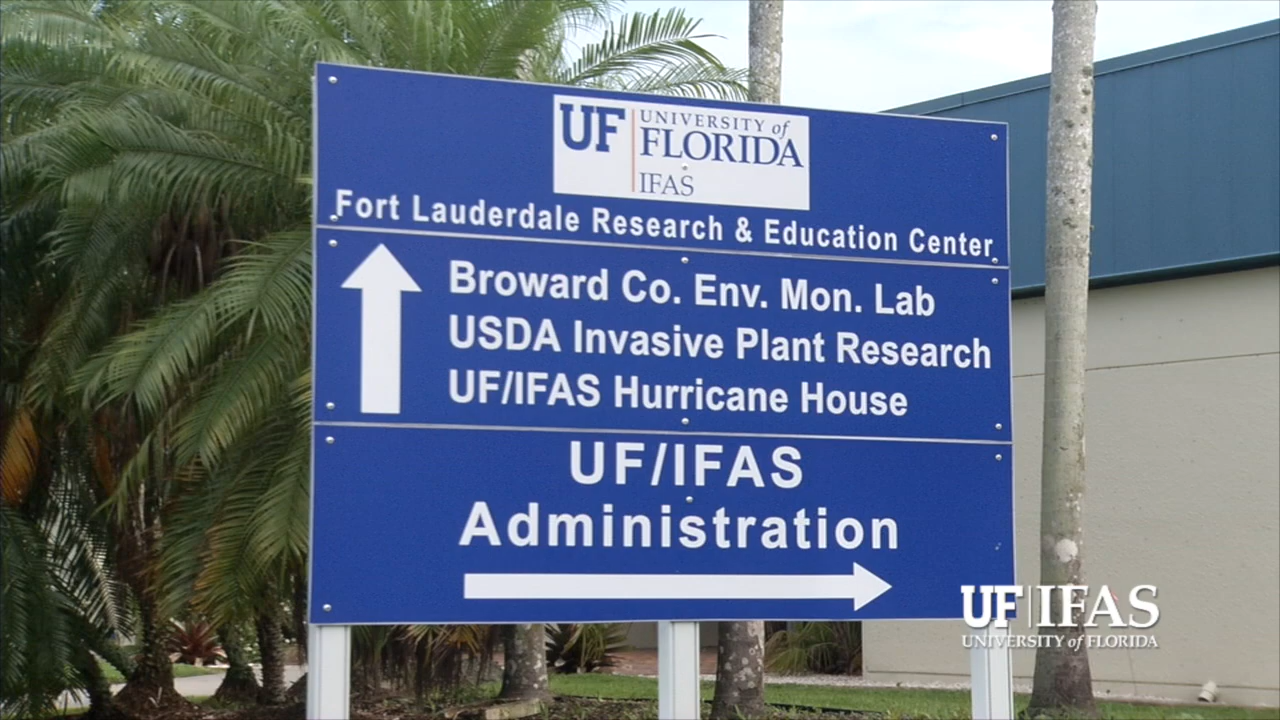 UF UNIVERSITY of
FLORIDA
IFAS
Fort Lauderdale Research & Education Center
Broward Co. Env. Mon. Lab
USDA Invasive Plant Research
UF/IFAS Hurricane House
UF/IFAS
Administration
UF|IFAS
UNIVERSITY of FLORIDA